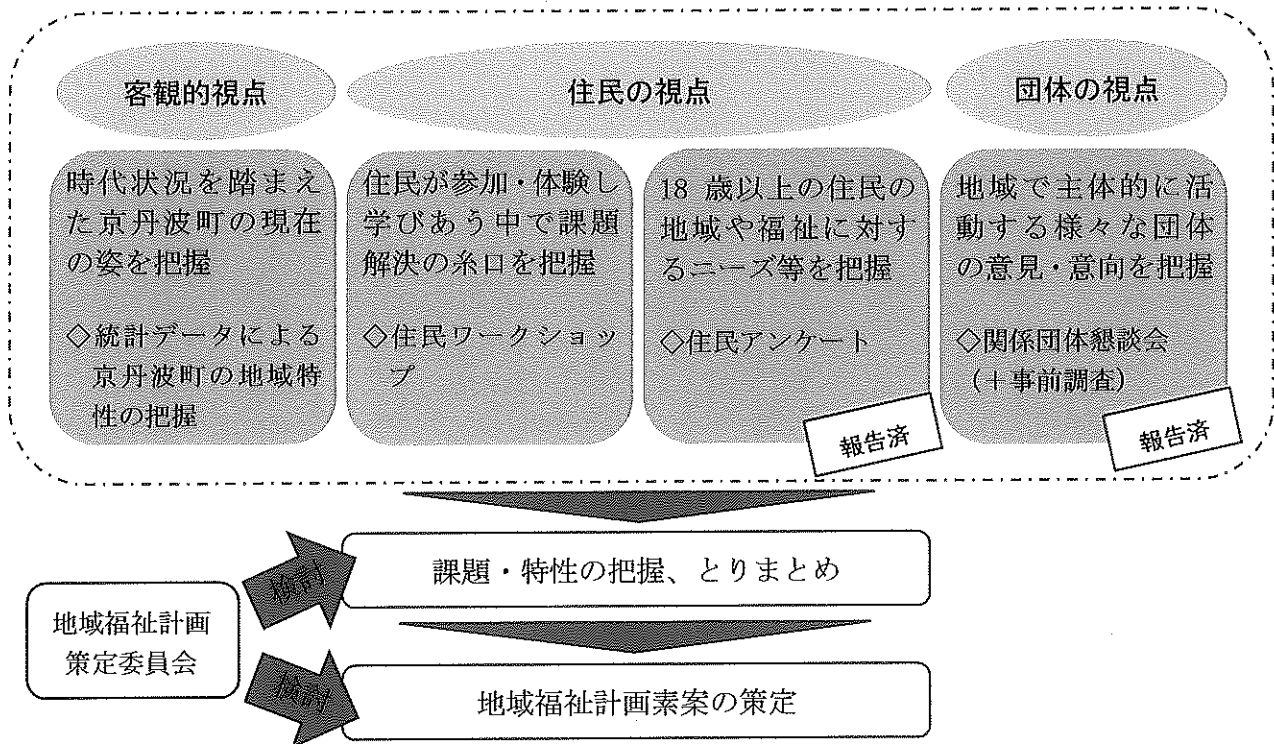 客観的視点
住民の視点
団体の視点
時代状況を踏まえ
た京丹波町の現在
の姿を把握
◇統計データによる
京丹波町の地域特
性の把握
住民が参加・体験し
学びあう中で課題
解決の糸口を把握
◇住民ワークショッ
プ
18 歳以上の住民の
地域や福祉に対す
るニーズ等を把握
◇住民アンケート
報告済
地域で主体的に活
動する様々な団体
の意見・意向を把握
◇関係団体懇談会
(+事前調査)
報告済
検討
課題・特性の把握、とりまとめ
地域福祉計画
策定委員会
検討
地域福祉計画素案の策定